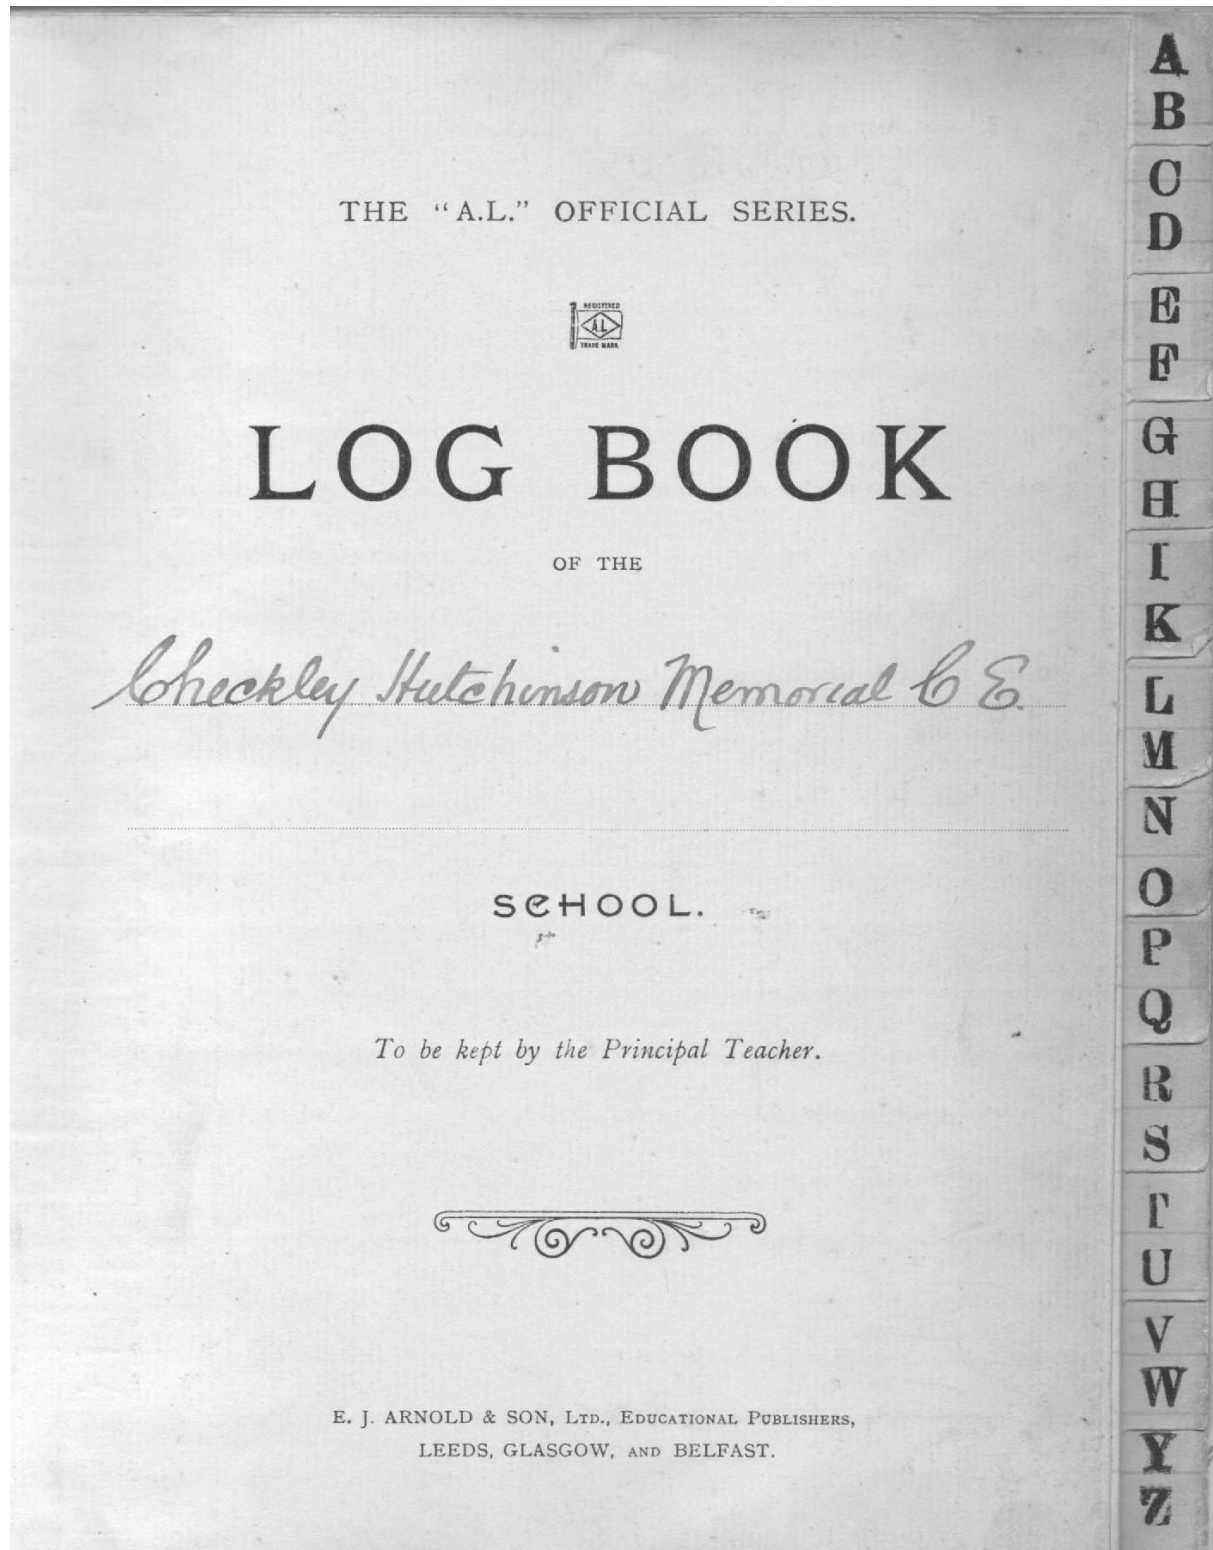 THE "A.L." OFFICIAL SERIES.
REGISTERED
A.L
TRADE MARK
LOG BOOK
OF THE
Checkley Hutchinson Memorial C E.
SCHOOL.
To be kept by the Principal Teacher.
E. J. ARNOLD & SON, LTD., EDUCATIONAL PUBLISHERS,
LEEDS, GLASGOW, AND BELFAST.
A
B
C
D
E
F
G
H
I
K
L
M
N
O
P
Q
R
S
T
U
V
W
Y
Z